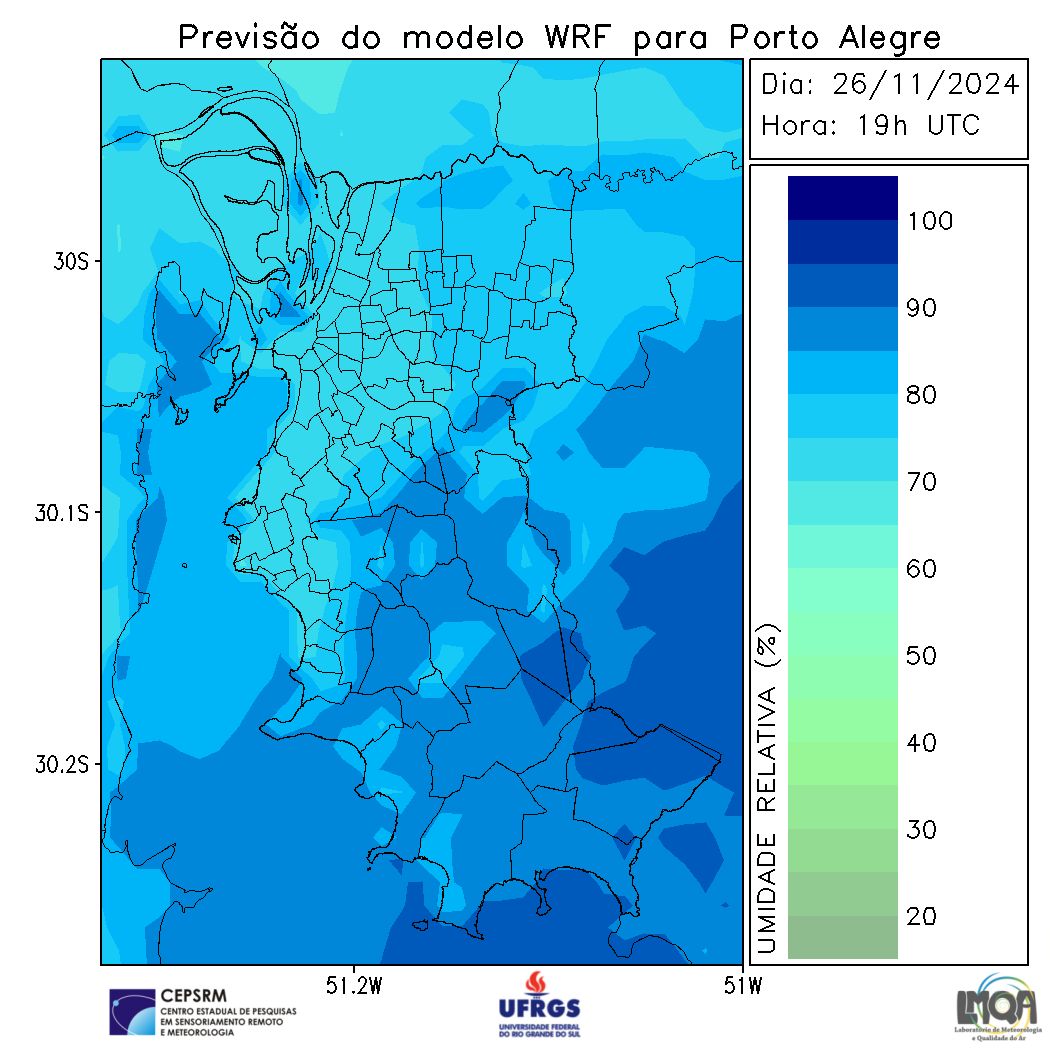 Previsão do modelo WRF para Porto Alegre
Dia: 26/11/2024
Hora: 19h UTC
30S
30.1S
30.2S
51.2W
51W
100
90
80
70
60
50
40
30
20
UMIDADE RELATIVA (%)
CEPSRM
CENTRO ESTADUAL DE PESQUISAS
EM SENSORIAMENTO REMOTO
E METEOROLOGIA
UFRGS
UNIVERSIDADE FEDERAL
DO RIO GRANDE DO SUL
LMQA
Laboratório de Meteorologia
e Qualidade do Ar